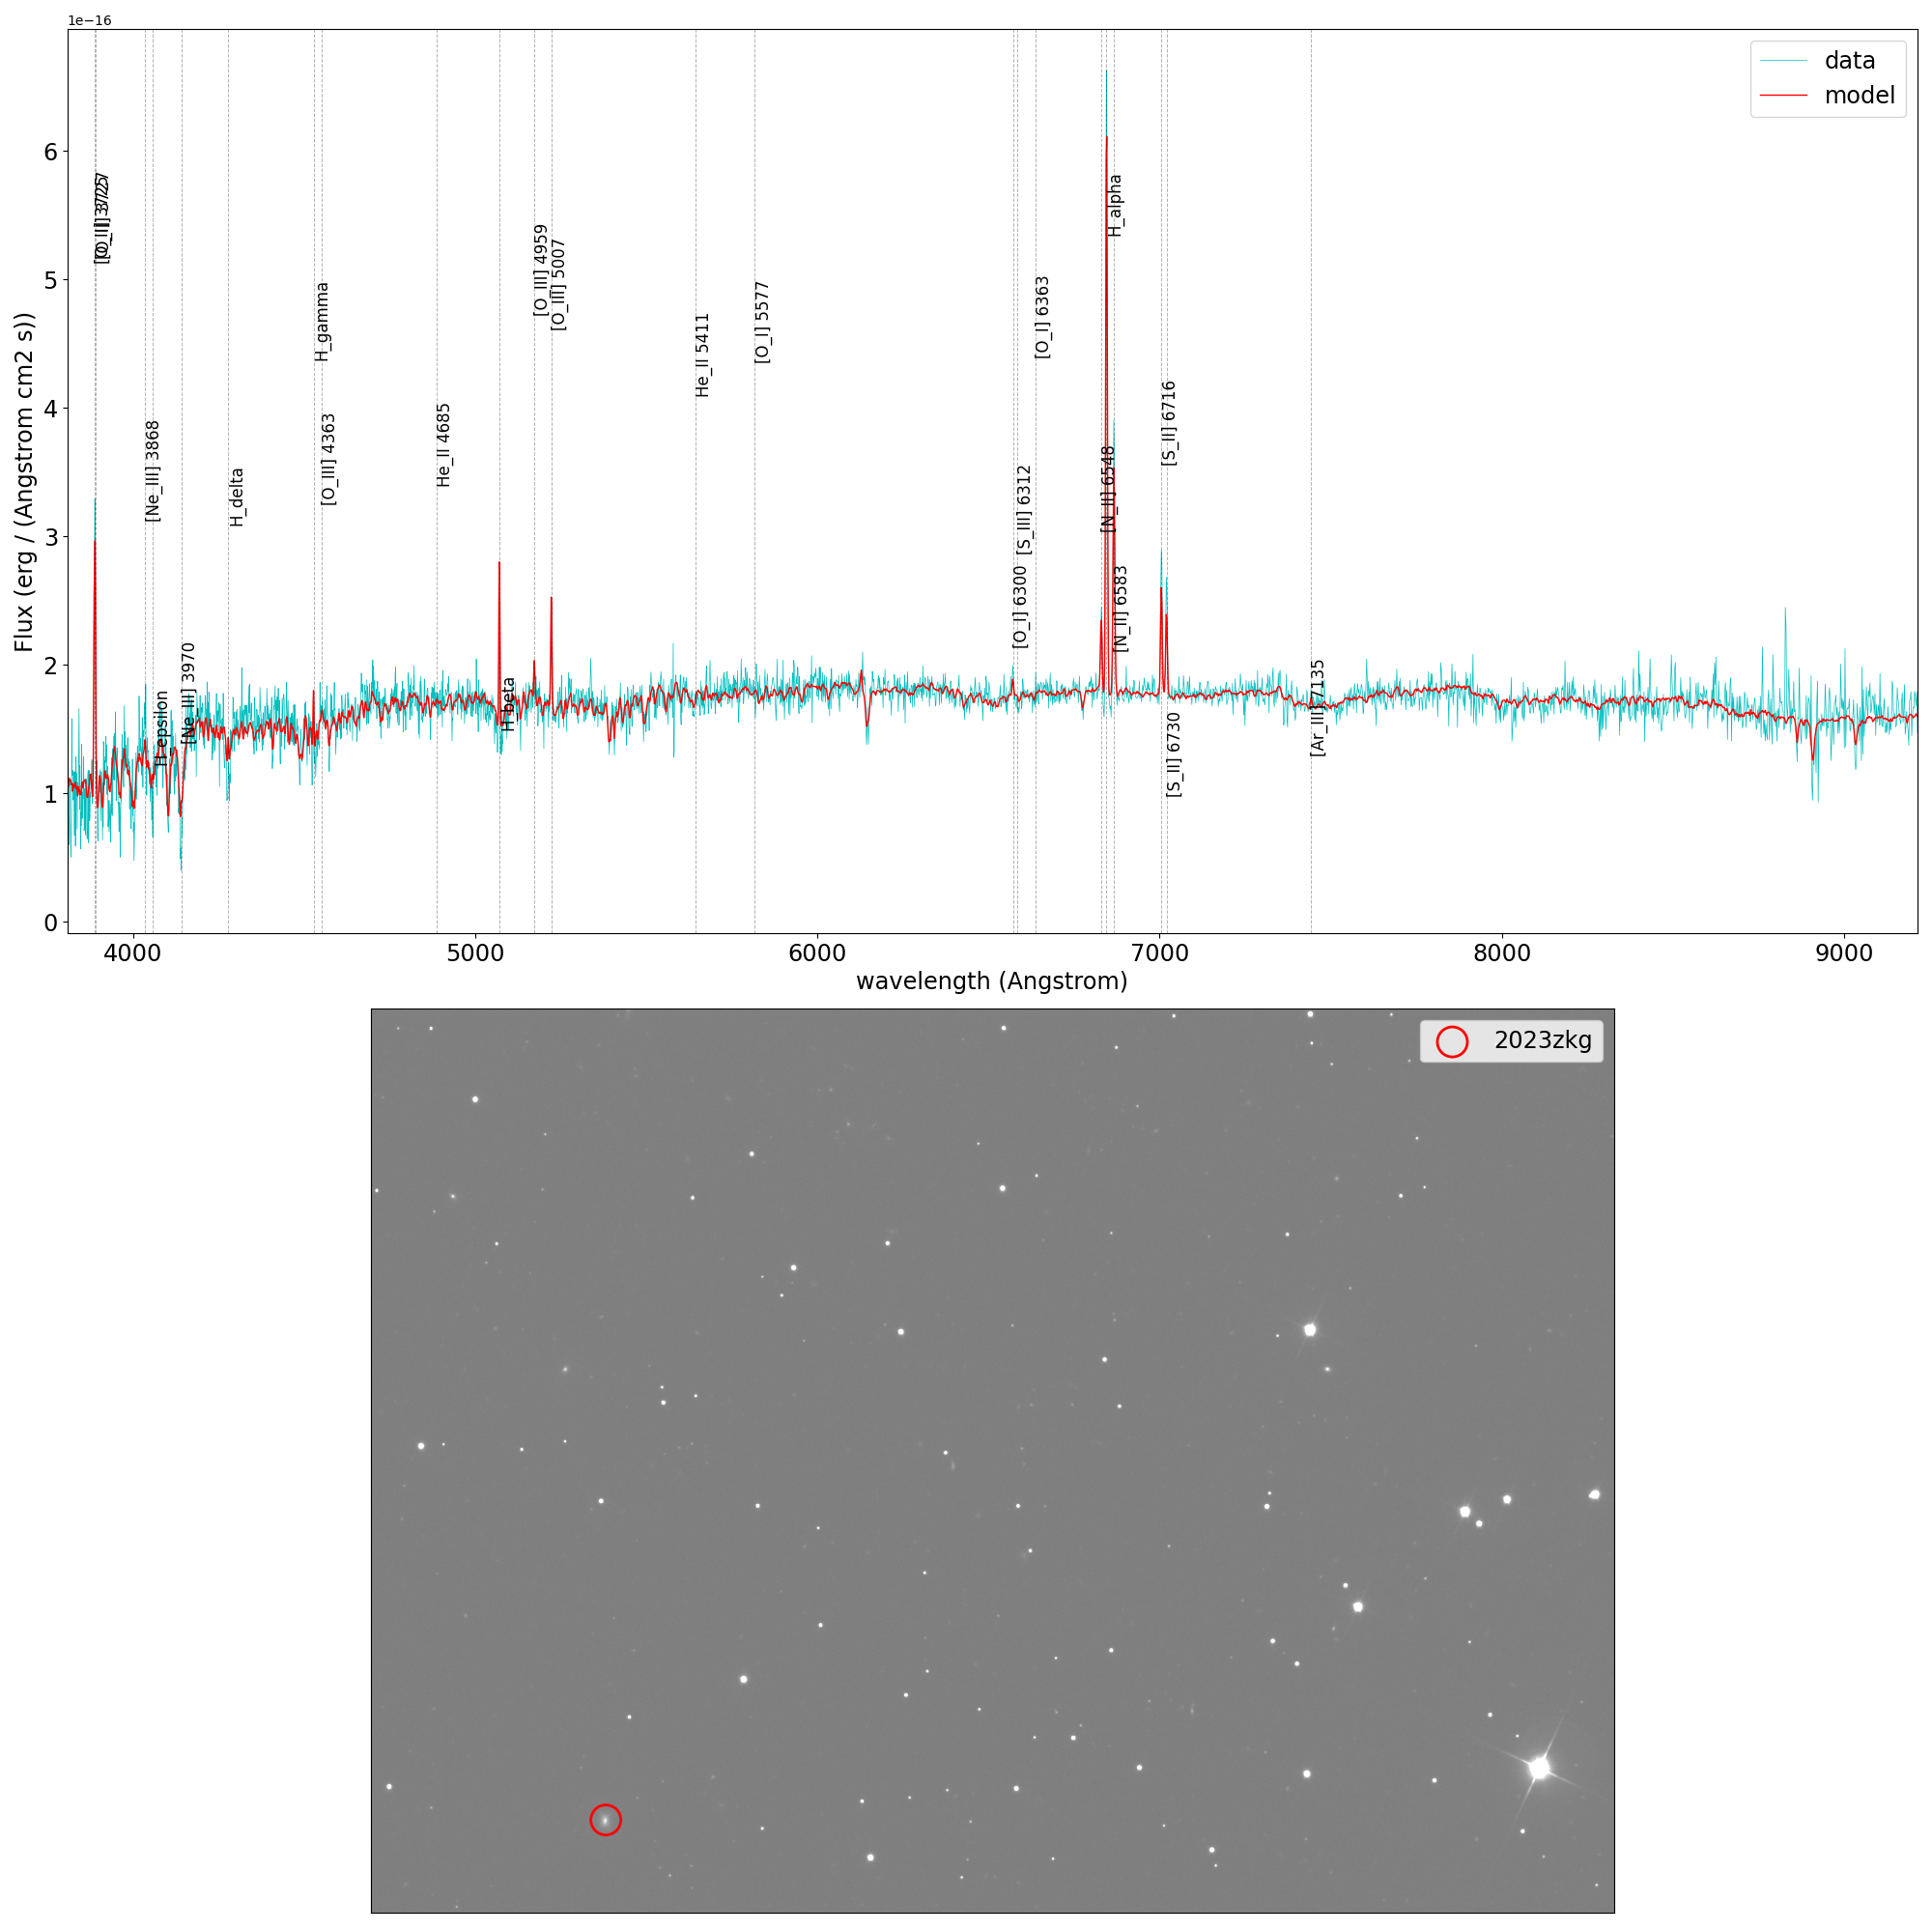 1e−16
data
model
[O_II] 3727
[Ne_III] 3868
H_epsilon
[Ne_III] 3970
H_delta
H_gamma
[O_III] 4363
He_II 4685
H_beta
[O_III] 4959
[O_III] 5007
He_II 5411
[O_I] 5577
[O_I] 6300
[S_III] 6312
[O_I] 6363
[N_II] 6548
H_alpha
[N_II] 6583
[S_II] 6716
[S_II] 6730
[Ar_III] 7135
Flux (erg / (Angstrom cm2 s))
6
5
4
3
2
1
0
4000 5000 6000 7000 8000 9000
wavelength (Angstrom)
2023zkg